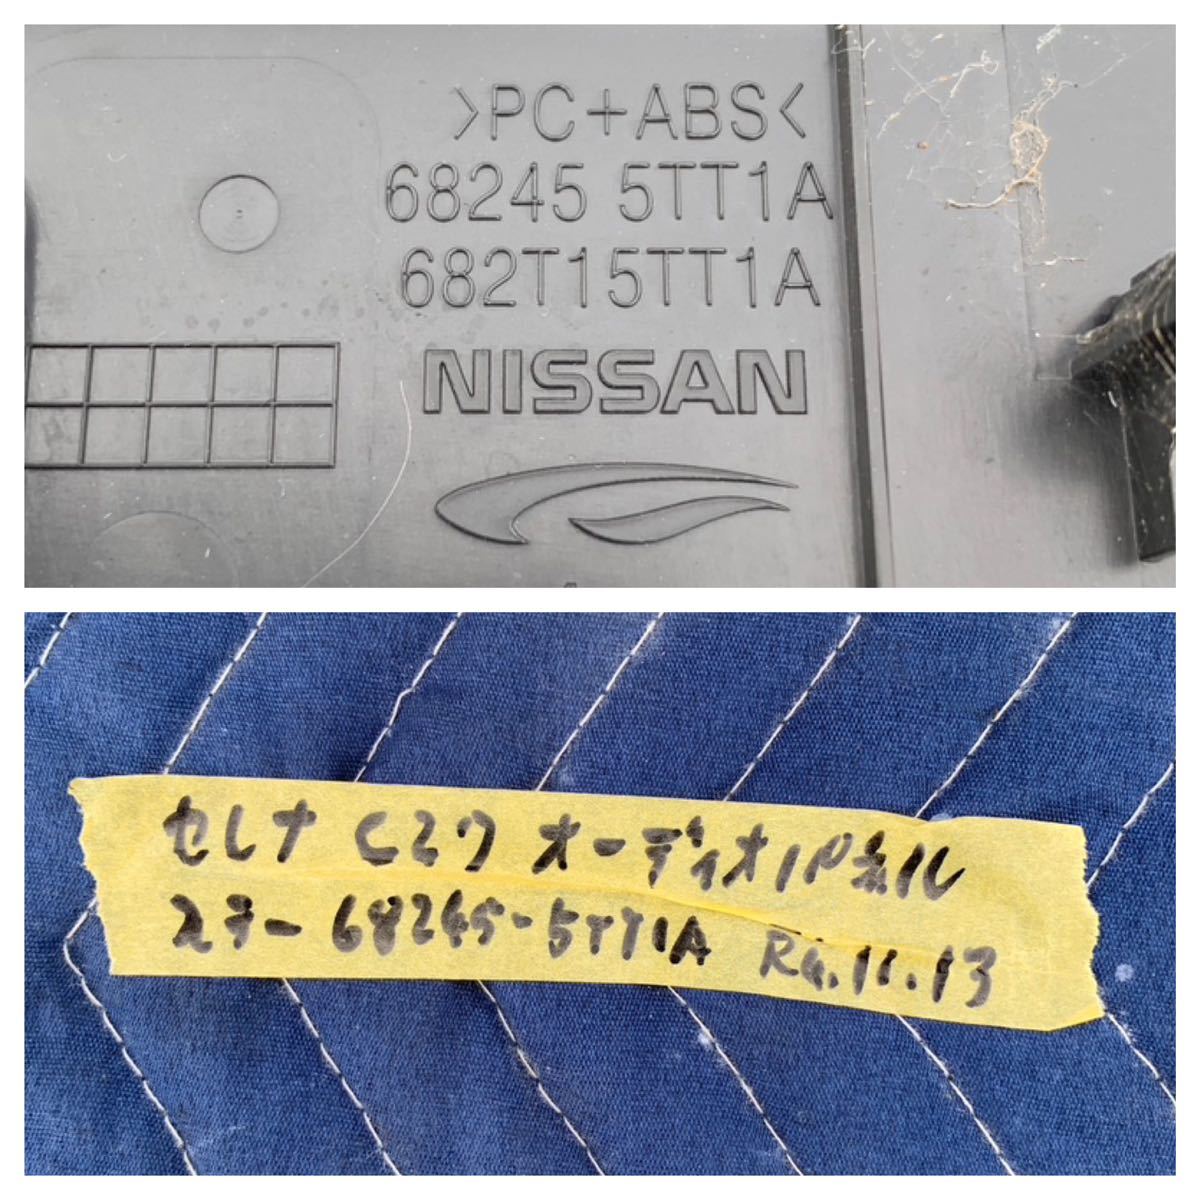 >PC+ABS<
68245 5TT1A
682T15TT1A
NISSAN
セレナ C27 オーディオパネル
ステー 68245-5TT1A R4.11.13